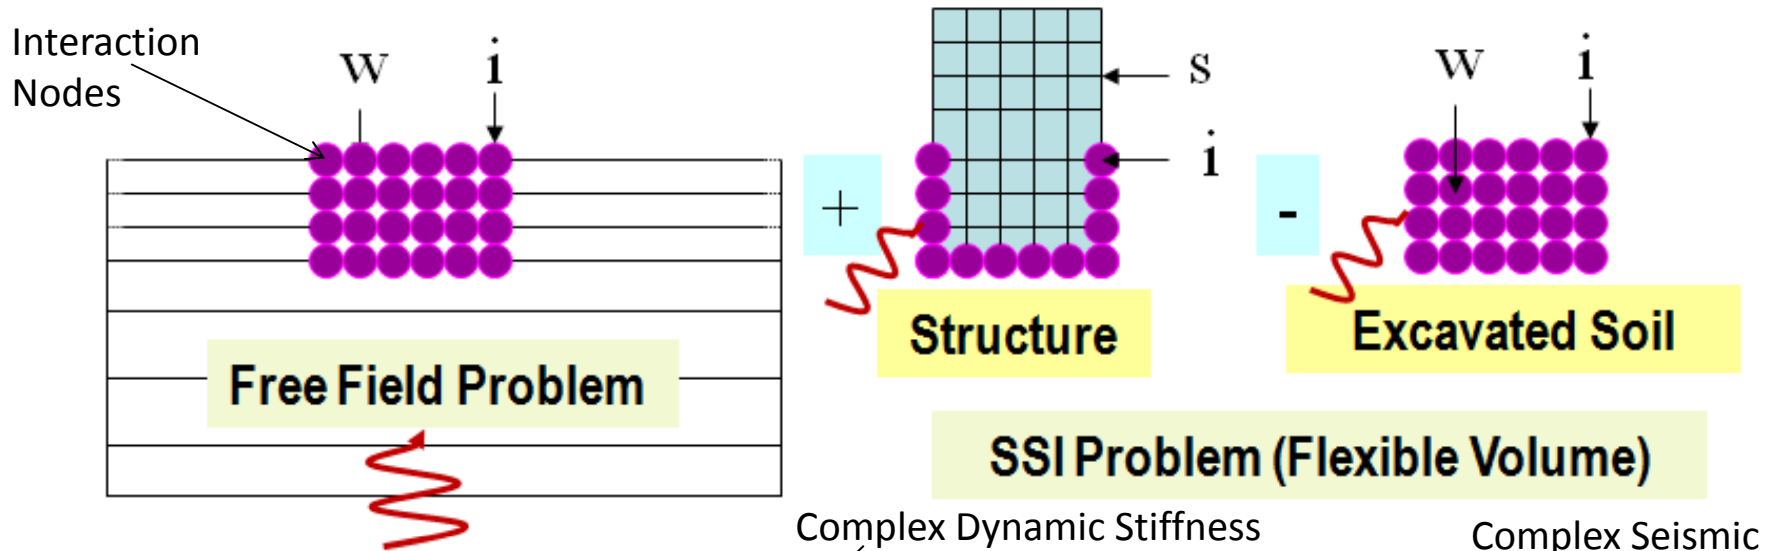 Interaction
Nodes
w
i
s
i
w
i
+
-
Structure
Excavated Soil
Free Field Problem
SSI Problem (Flexible Volume)
Complex Dynamic Stiffness
Complex Seismic